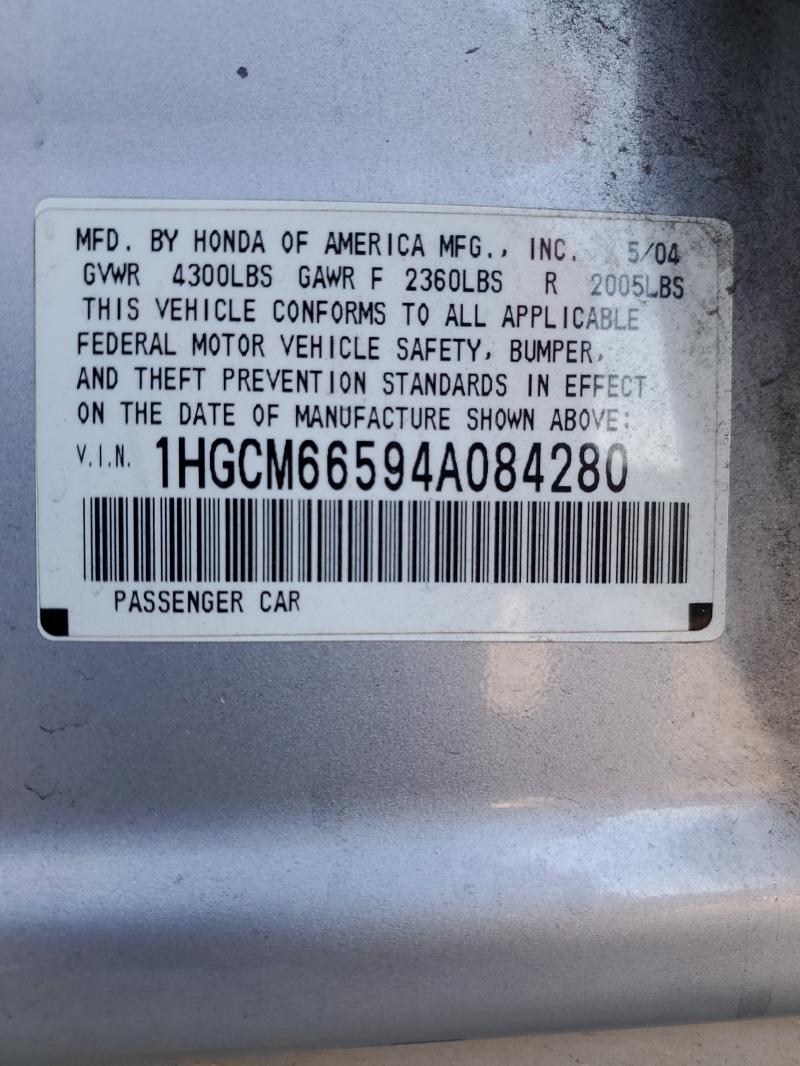 MFD. BY HONDA OF AMERICA MFG., INC. 5/04
GVWR 4300LBS GAWR F 2360LBS R 2005LBS
THIS VEHICLE CONFORMS TO ALL APPLICABLE
FEDERAL MOTOR VEHICLE SAFETY, BUMPER,
AND THEFT PREVENTION STANDARDS IN EFFECT
ON THE DATE OF MANUFACTURE SHOWN ABOVE:
V.I.N. 1HGCM66594A084280
PASSENGER CAR